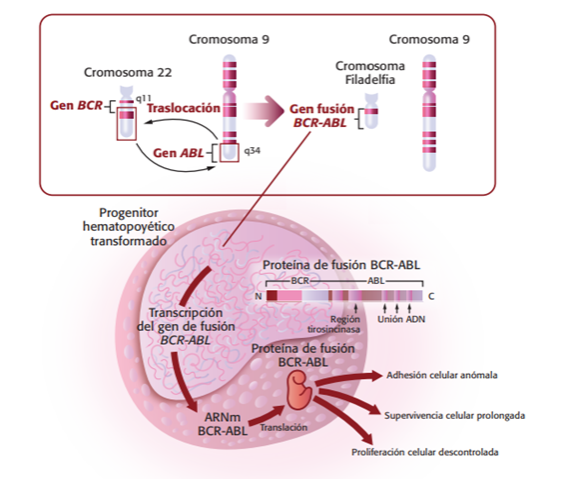 Cromosoma 9
Cromosoma 9
Cromosoma 22
Cromosoma
Filadelfia
Gen BCR
q11
Traslocación
Gen fusión
BCR-ABL
Gen ABL
q34
Progenitor
hematopoyético
transformado
Proteína de fusión BCR-ABL
BCR
ABL
N
C
Región
tirosincinasa
Unión ADN
Transcripción
del gen de fusión
BCR-ABL
Proteína de fusión
BCR-ABL
Adhesión celular anómala
ARNm
BCR-ABL
Translación
Supervivencia celular prolongada
Proliferación celular descontrolada